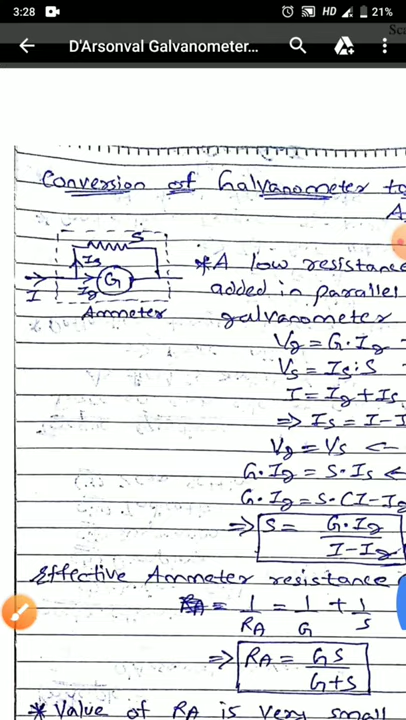 3:28 HD 21%
D'Arsonval Galvanometer...
Sca
Conversion of Galvanometer to
A
S
Is
I Ig G
Ammeter
* A low resistance
added in parallel
galvanometer
Vg = G·Ig
Vs = Is·S
I = Ig + Is
⇒ Is = I - I
Vg = Vs ←
G·Ig = S·Is ←
G·Ig = S·(I-Ig
⇒ S = G·Ig / I-Ig
Effective Ammeter resistance
= 1/RA = 1/G + 1/S
⇒ RA = GS / G+S
* Value of RA is very small